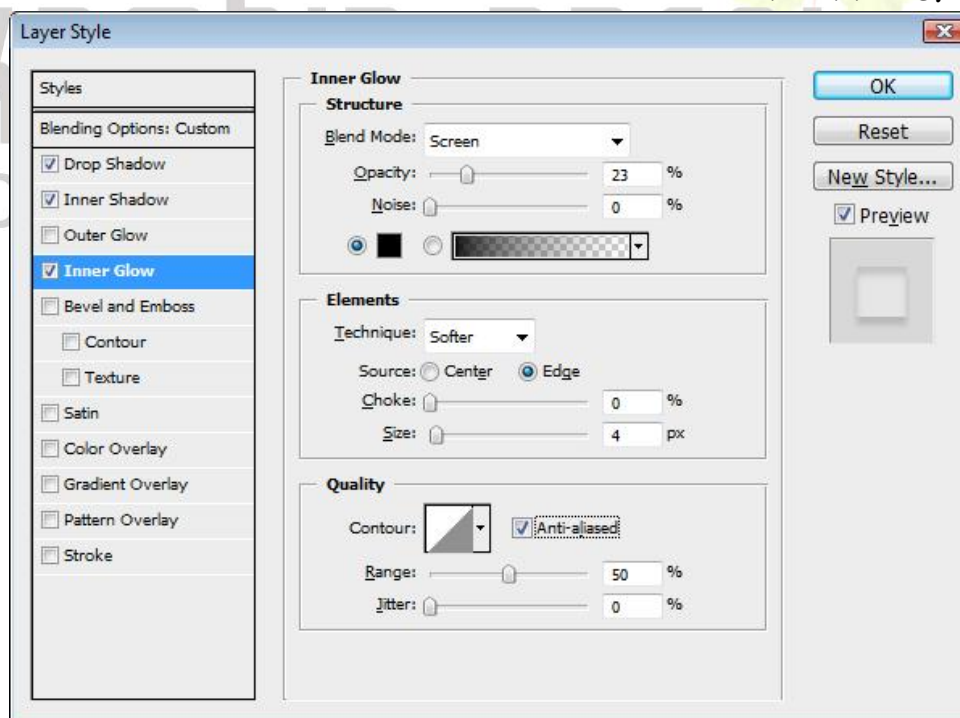 Layer Style
Styles
Blending Options: Custom
Drop Shadow
Inner Shadow
Outer Glow
Inner Glow
Bevel and Emboss
Contour
Texture
Satin
Color Overlay
Gradient Overlay
Pattern Overlay
Stroke
Inner Glow
Structure
Blend Mode: Screen
Opacity: 23 %
Noise: 0 %
Elements
Technique: Softer
Source: Center Edge
Choke: 0 %
Size: 4 px
Quality
Contour: Anti-aliased
Range: 50 %
Jitter: 0 %
OK
Reset
New Style...
Preview